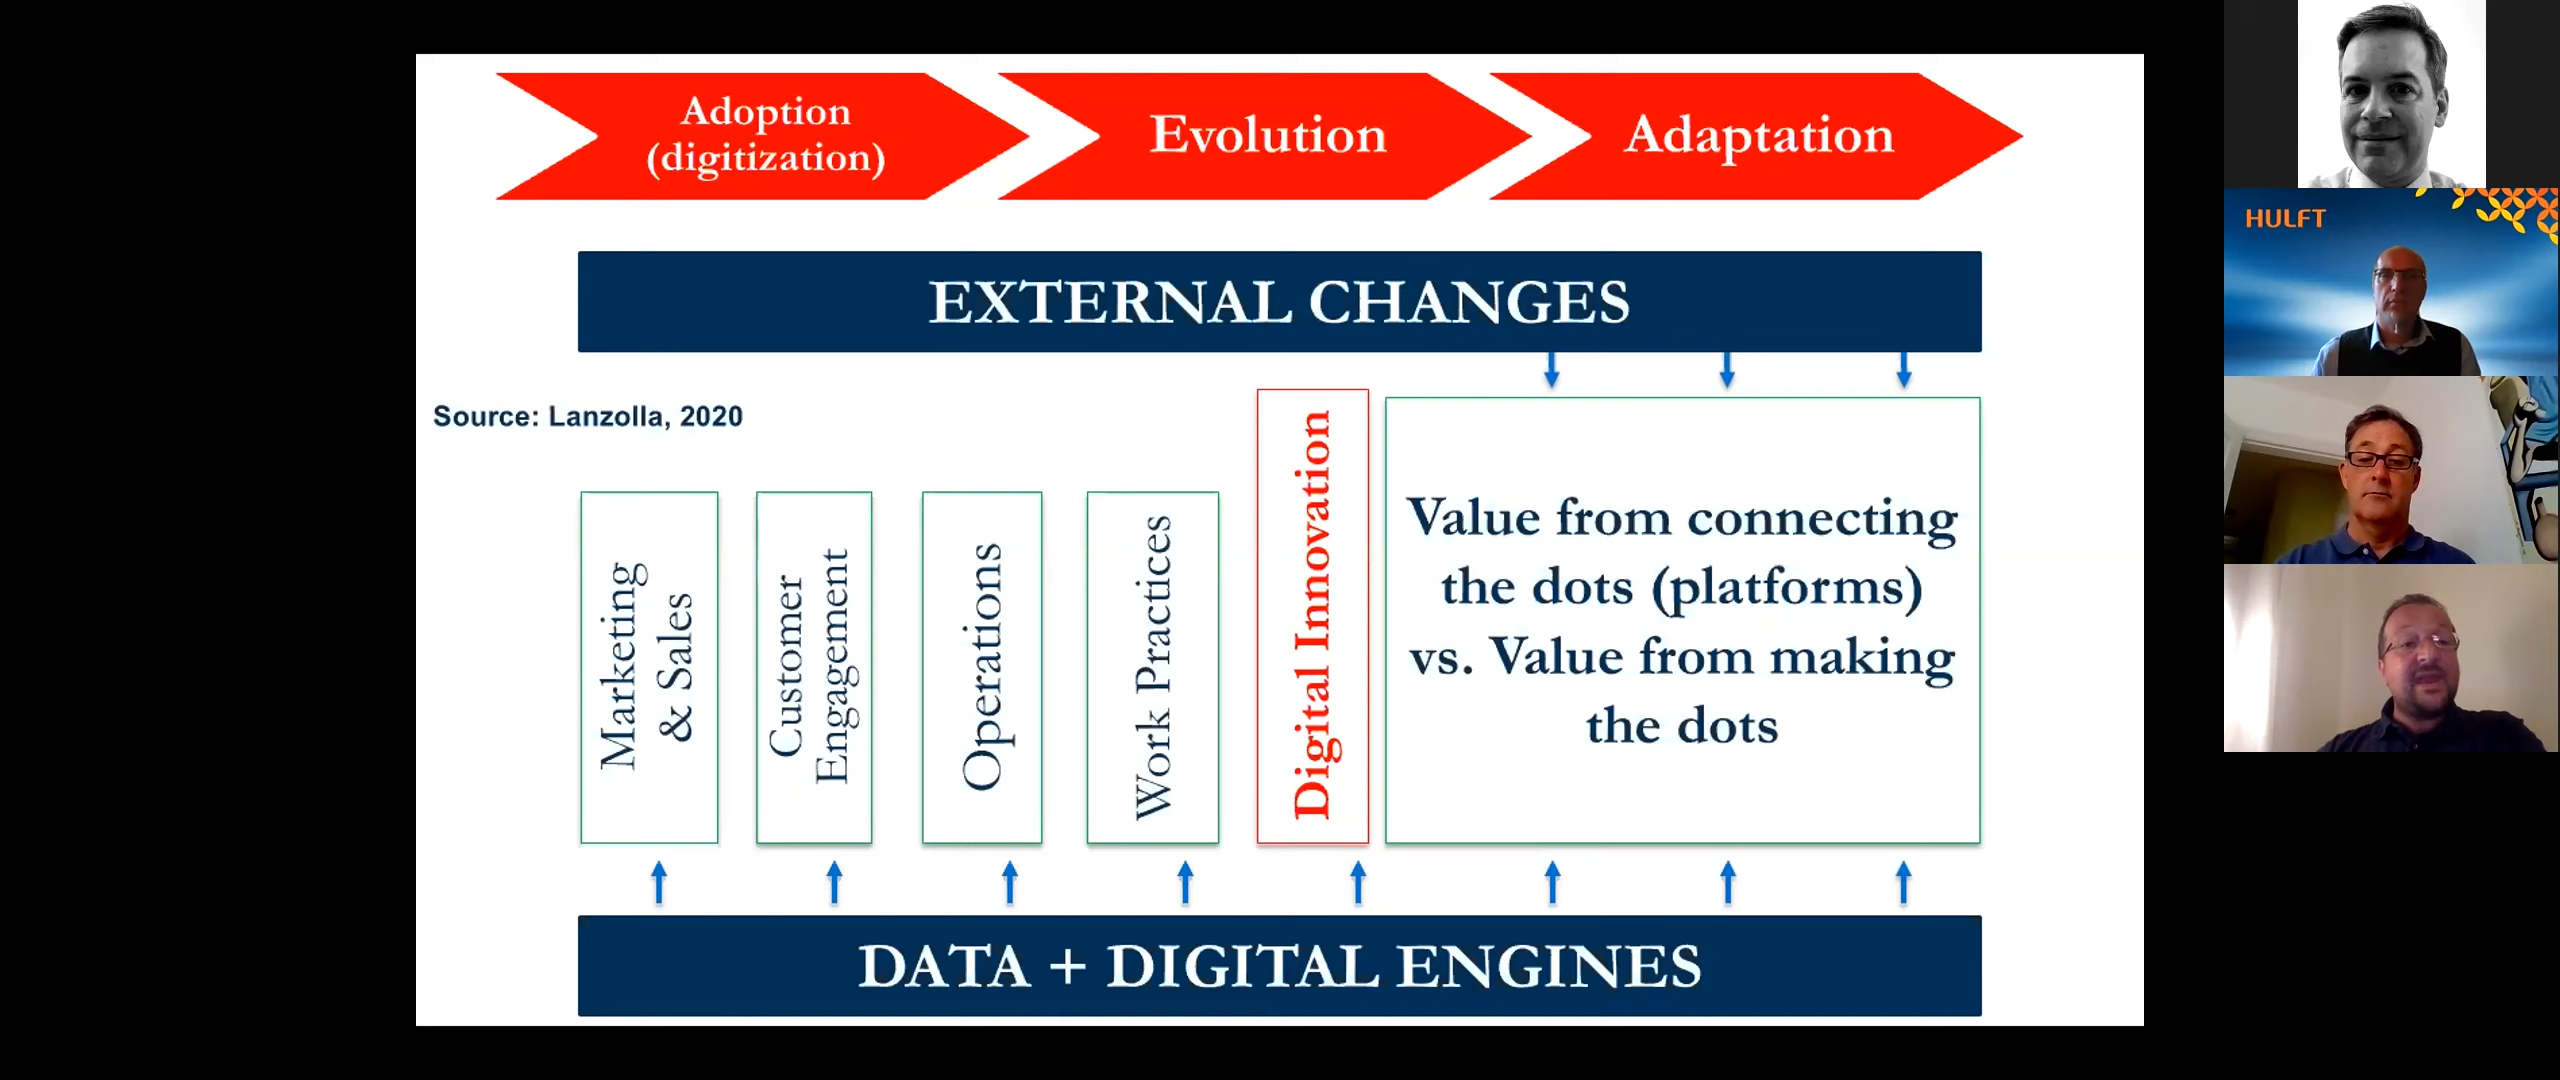 Adoption
(digitization)
Evolution
Adaptation
EXTERNAL CHANGES
Source: Lanzolla, 2020
Marketing
& Sales
Customer
Engagement
Operations
Work Practices
Digital Innovation
Value from connecting
the dots (platforms)
vs. Value from making
the dots
DATA + DIGITAL ENGINES
HULFT